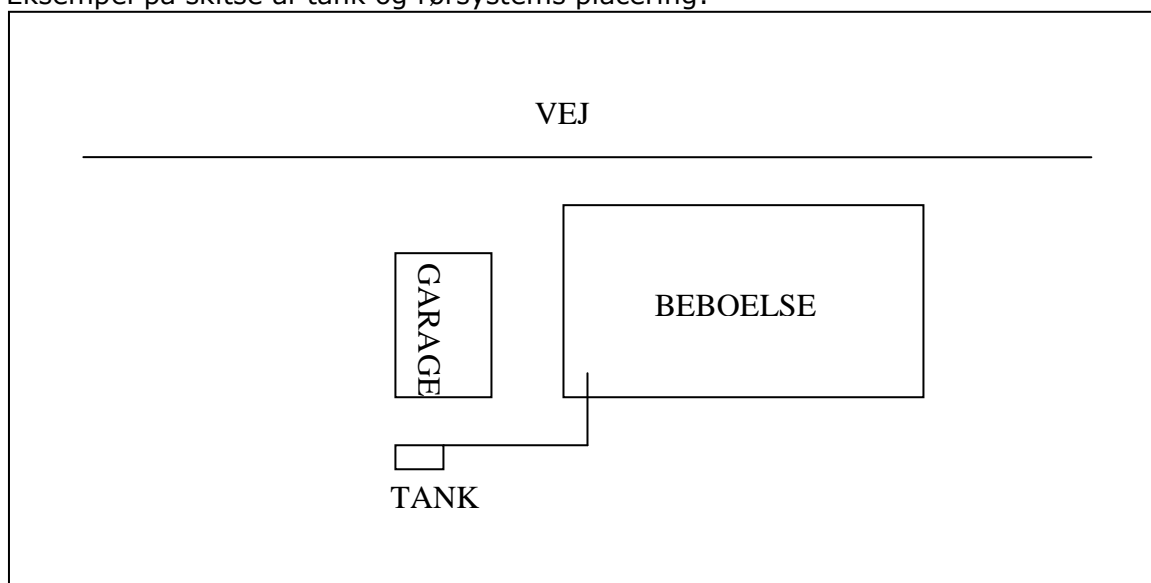 Eksempel på skitse af tank og rørsystems placering:
VEJ
GARAGE
BEBOELSE
TANK